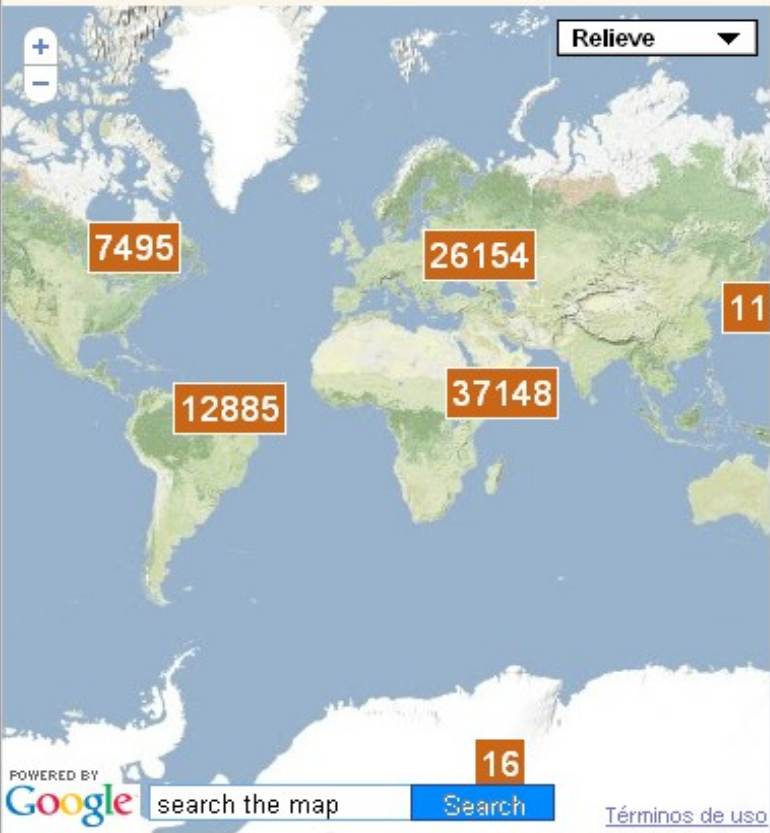 Relieve
7495
26154
11
37148
12885
16
POWERED BY
Google
search the map
Search
Términos de uso